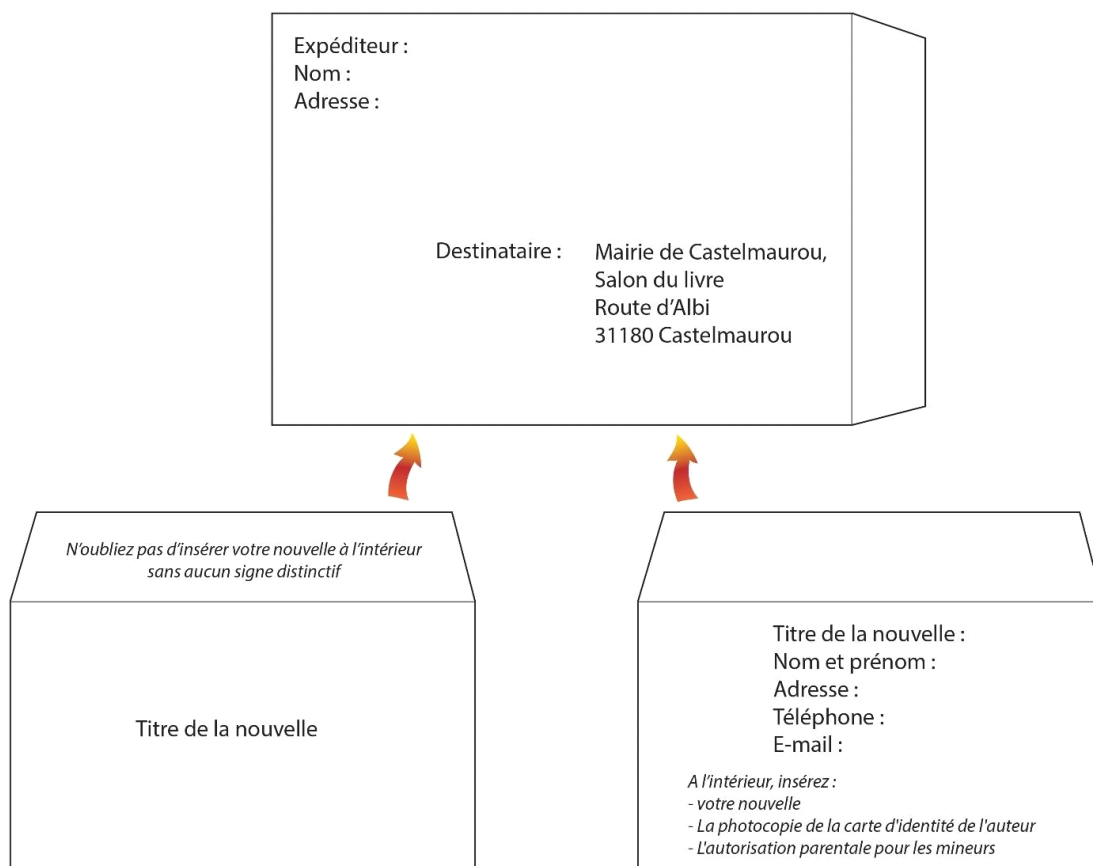 Expéditeur :
Nom :
Adresse :
Destinataire :
Mairie de Castelmaurou,
Salon du livre
Route d'Albi
31180 Castelmaurou
N'oubliez pas d'insérer votre nouvelle à l'intérieur
sans aucun signe distinctif
Titre de la nouvelle
Titre de la nouvelle :
Nom et prénom :
Adresse :
Téléphone :
E-mail :
A l'intérieur, insérez :
- votre nouvelle
- La photocopie de la carte d'identité de l'auteur
- L'autorisation parentale pour les mineurs